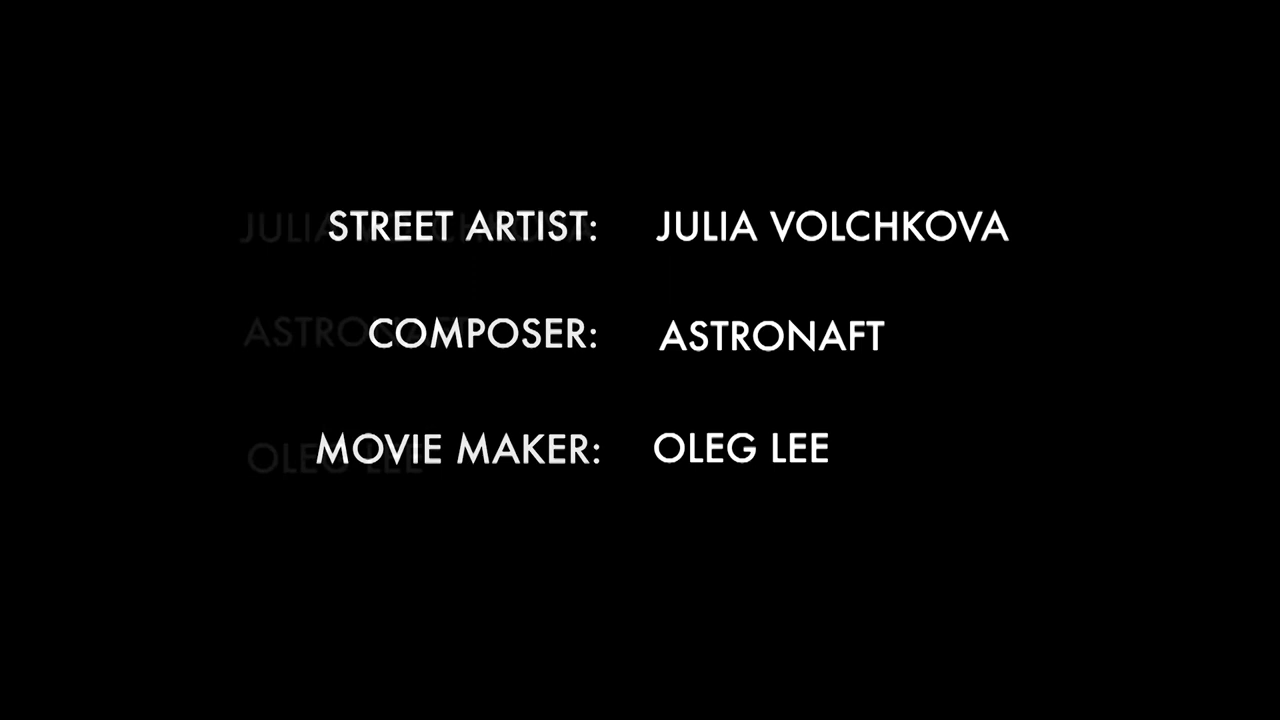 STREET ARTIST: JULIA VOLCHKOVA
COMPOSER: ASTRONAFT
MOVIE MAKER: OLEG LEE